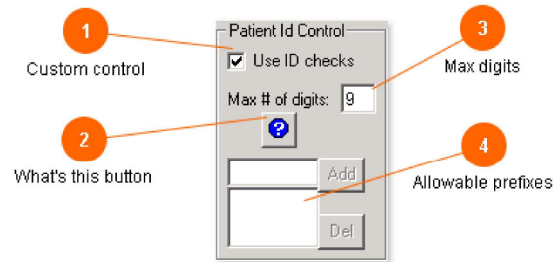 1
Custom control
2
What's this button
Patient Id Control
Use ID checks
Max # of digits: 9
?
Add
Del
3
Max digits
4
Allowable prefixes